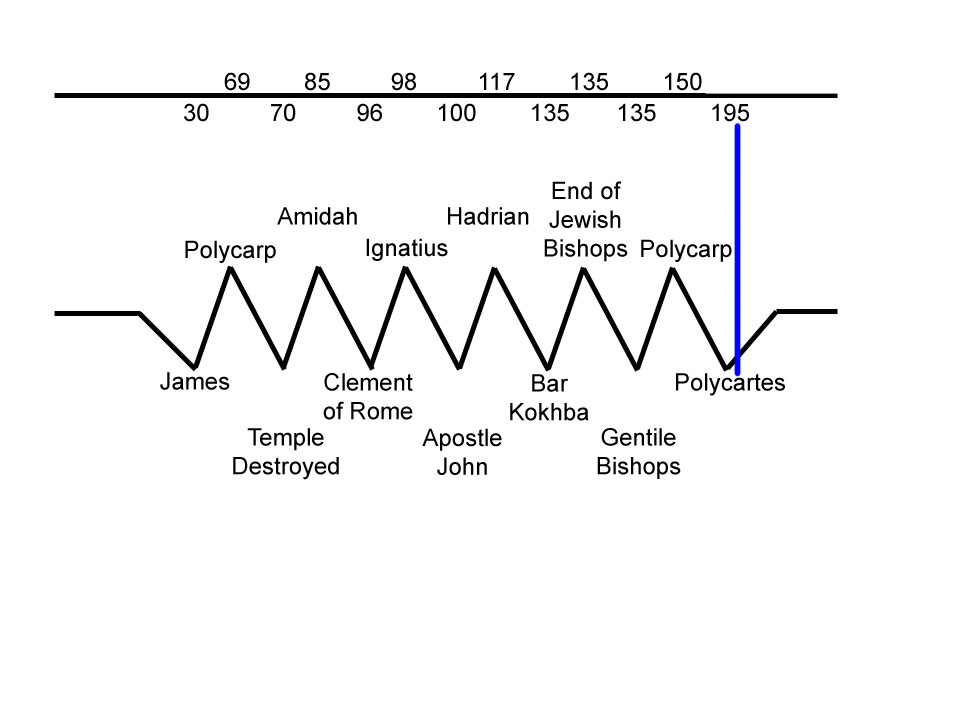 69 85 98 117 135 150
30 70 96 100 135 135 195
End of
Amidah Hadrian Jewish
Polycarp Ignatius Bishops Polycarp
James Clement Bar Polycartes
of Rome Kokhba
Temple Apostle Gentile
Destroyed John Bishops